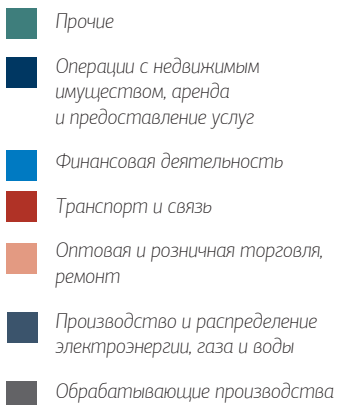 Прочие
Операции с недвижимым
имуществом, аренда
и предоставление услуг
Финансовая деятельность
Транспорт и связь
Оптовая и розничная торговля,
ремонт
Производство и распределение
электроэнергии, газа и воды
Обрабатывающие производства